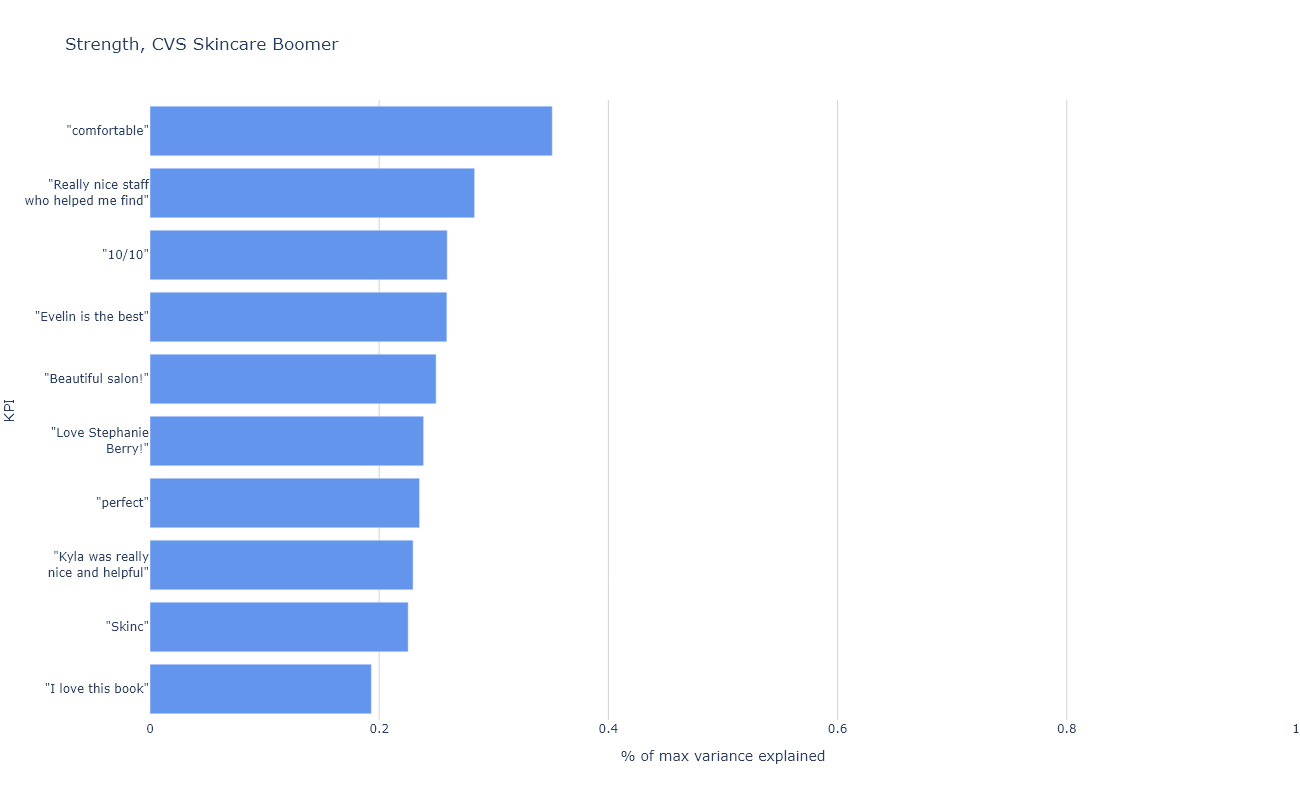 Strength, CVS Skincare Boomer
"comfortable"
"Really nice staff
who helped me find"
"10/10"
"Evelin is the best"
"Beautiful salon!"
"Love Stephanie
Berry!"
"perfect"
"Kyla was really
nice and helpful"
"Skinc"
"I love this book"
KPI
0 0.2 0.4 0.6 0.8 1
% of max variance explained